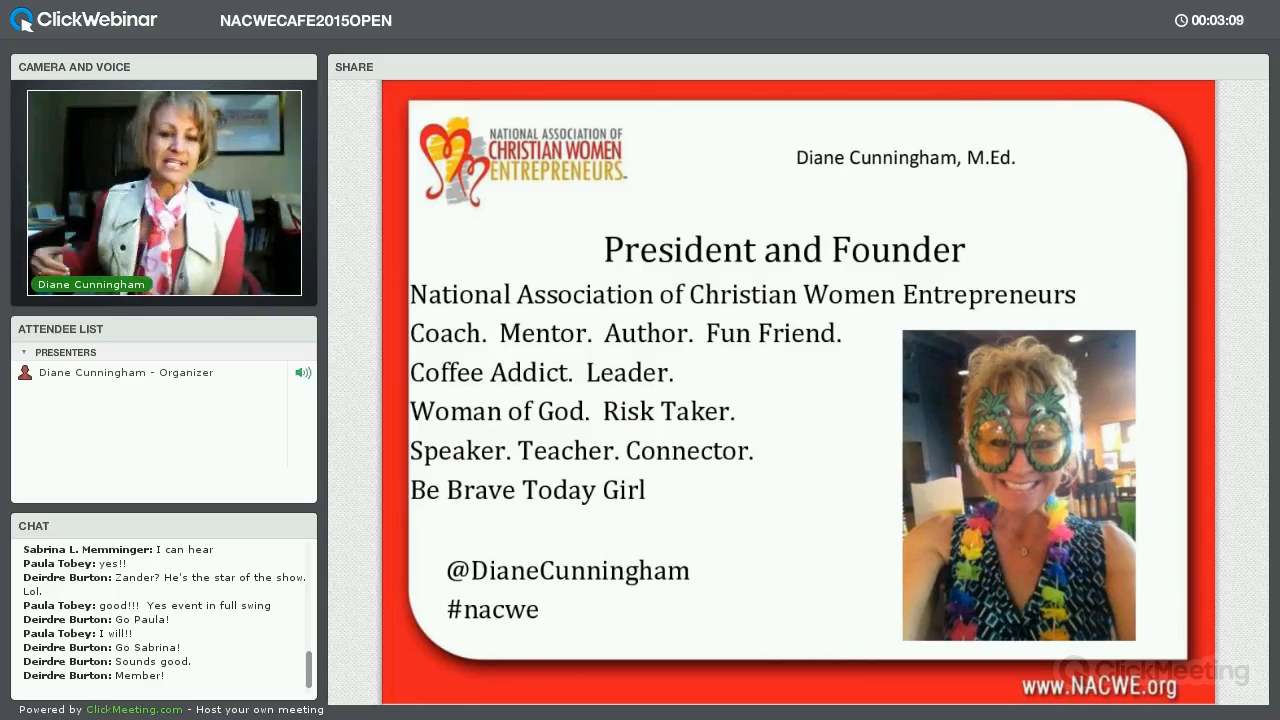 ClickWebinar
NACWECAFE2015OPEN
00:03:09
CAMERA AND VOICE
Diane Cunningham
ATTENDEE LIST
PRESENTERS
Diane Cunningham - Organizer
CHAT
Sabrina L. Memminger: I can hear
Paula Tobey: yes!!
Deirdre Burton: Zander? He's the star of the show.
Lol.
Paula Tobey: good!!! Yes event in full swing
Deirdre Burton: Go Paula!
Paula Tobey: I will!!
Deirdre Burton: Go Sabrina!
Deirdre Burton: Sounds good.
Deirdre Burton: Member!
Powered by ClickMeeting.com - Host your own meeting
SHARE
NATIONAL ASSOCIATION OF
CHRISTIAN WOMEN
ENTREPRENEURS
Diane Cunningham, M.Ed.
President and Founder
National Association of Christian Women Entrepreneurs
Coach. Mentor. Author. Fun Friend.
Coffee Addict. Leader.
Woman of God. Risk Taker.
Speaker. Teacher. Connector.
Be Brave Today Girl
@DianeCunningham
#nacwe
ClickMeeting
www.NACWE.org